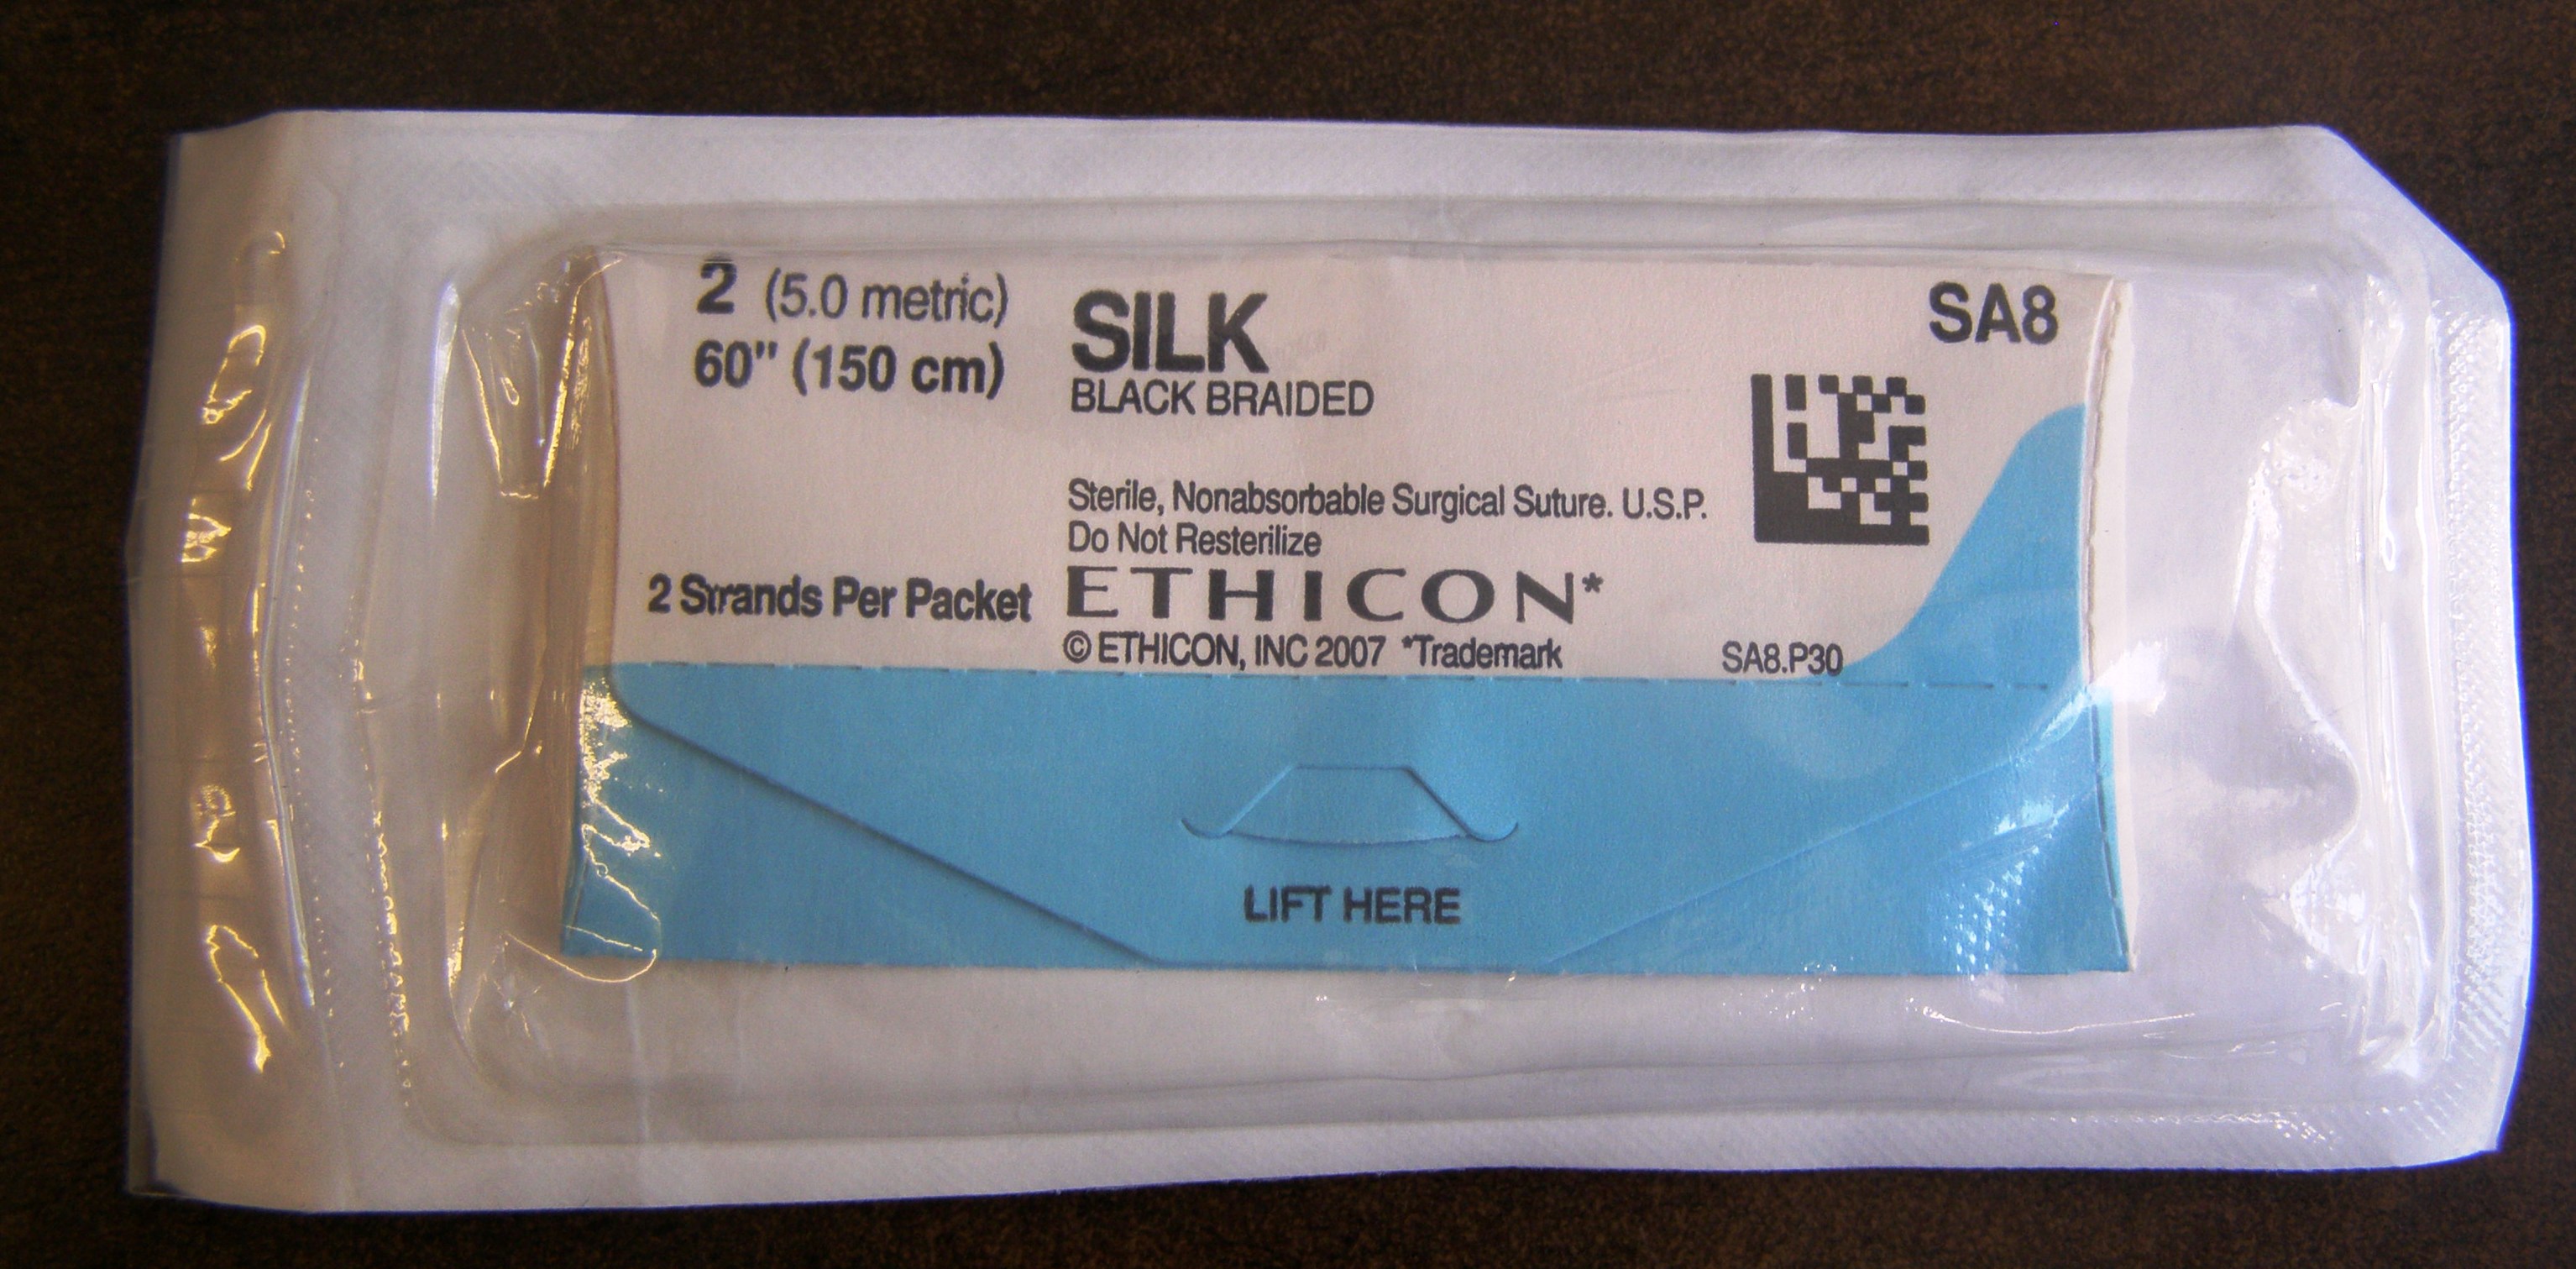 2 (5.0 metric)
60" (150 cm)
SILK
BLACK BRAIDED
SA8
Sterile, Nonabsorbable Surgical Suture. U.S.P.
Do Not Resterilize
2 Strands Per Packet
ETHICON*
© ETHICON, INC 2007 *Trademark
SA8.P30
LIFT HERE